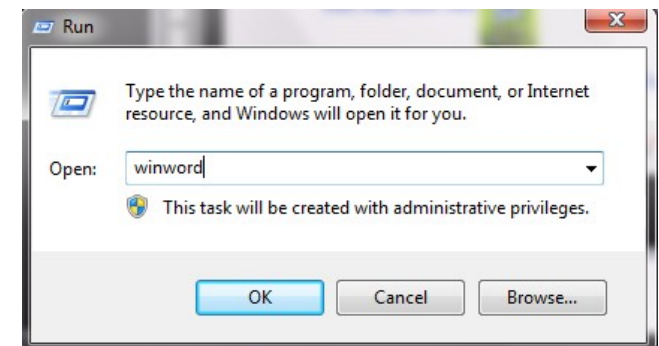 Run
Type the name of a program, folder, document, or Internet
resource, and Windows will open it for you.
Open: winword
This task will be created with administrative privileges.
OK Cancel Browse...